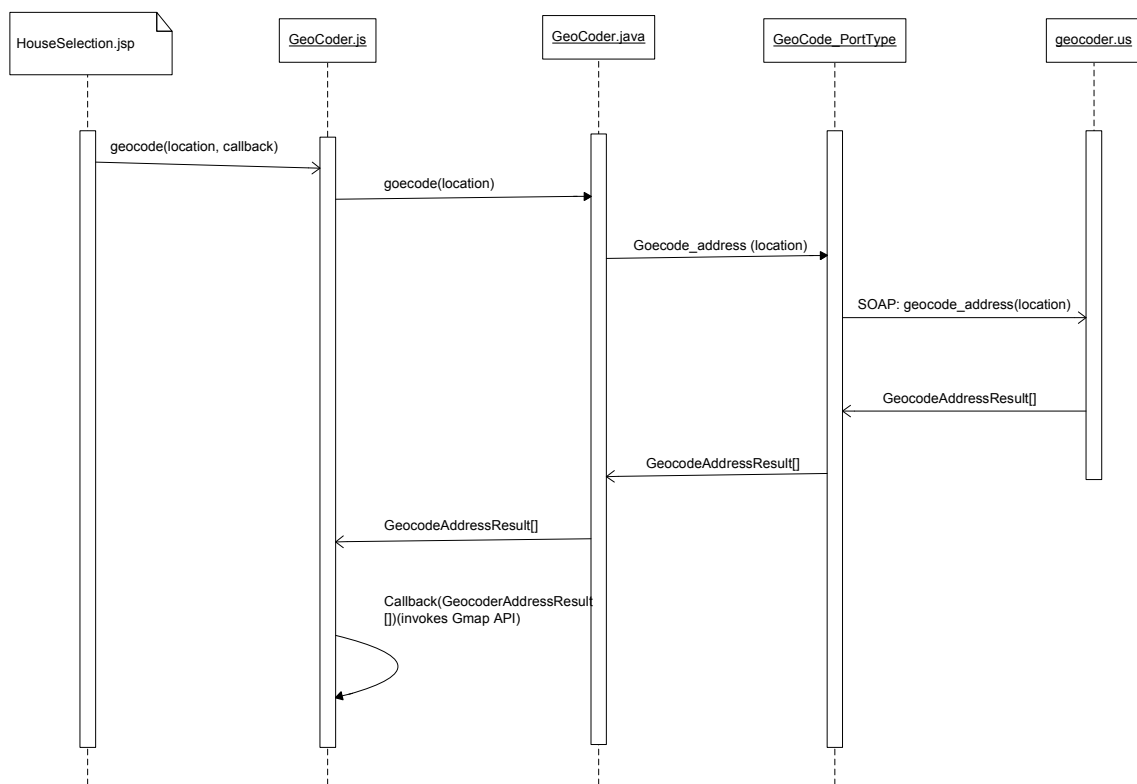 HouseSelection.jsp
GeoCoder.js
GeoCoder.java
GeoCode_PortType
geocoder.us
geocode(location, callback)
goecode(location)
Goecode_address (location)
SOAP: geocode_address(location)
GeocodeAddressResult[]
GeocodeAddressResult[]
GeocodeAddressResult[]
Callback(GeocoderAddressResult
[])(invokes Gmap API)